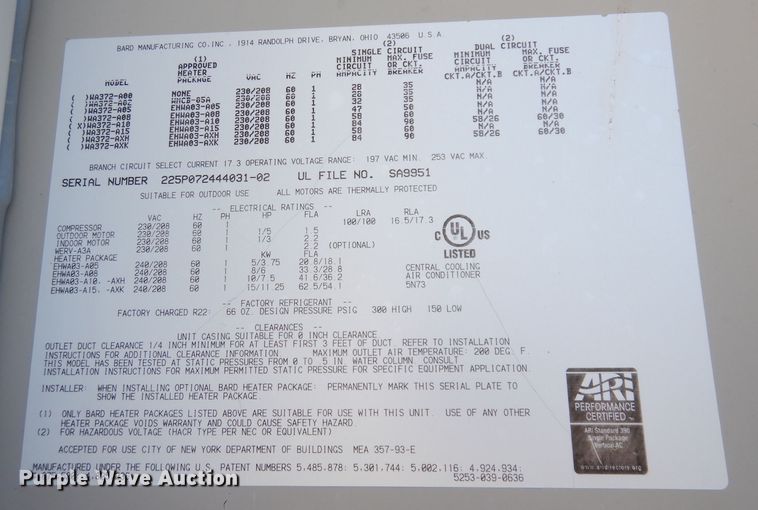 BARD MANUFACTURING CO.,INC., 1914 RANDOLPH DRIVE, BRYAN, OHIO 43506 U.S.A.
(1) (2) (2)
APPROVED SINGLE CIRCUIT DUAL CIRCUIT
HEATER MINIMUM MAX. FUSE MINIMUM MAX. FUSE
MODEL PACKAGE VAC HZ PH CIRCUIT OR CKT. CIRCUIT OR CKT.
AMPACITY BREAKER AMPACITY BREAKER
CKT.A/CKT.B CKT.A/CKT.B
( )WA372-A00 NONE 230/208 60 1 28 35 N/A N/A
( )WA372-A02 WMCB-05A 230/208 60 1 28 35 N/A N/A
( )WA372-A05 EHWA03-A05 230/208 60 1 32 35 N/A N/A
( )WA372-A08 EHWA03-A08 230/208 60 1 47 50 N/A N/A
(X)WA372-A10 EHWA03-A10 230/208 60 1 58 60 58/26 60/30
( )WA372-A15 EHWA03-A15 230/208 60 1 84 90 N/A N/A
( )WA372-AXH EHWA03-AXH 230/208 60 1 58 60 58/26 60/30
( )WA372-AXK EHWA03-AXK 230/208 60 1 84 90 N/A N/A
BRANCH CIRCUIT SELECT CURRENT 17.3 OPERATING VOLTAGE RANGE: 197 VAC MIN. 253 VAC MAX.
SERIAL NUMBER 225P072444031-02 UL FILE NO. SA9951
SUITABLE FOR OUTDOOR USE ALL MOTORS ARE THERMALLY PROTECTED
-- ELECTRICAL RATINGS --
VAC HZ PH HP FLA LRA RLA
COMPRESSOR 230/208 60 1 100/100 16.5/17.3
OUTDOOR MOTOR 230/208 60 1 1/5 1.5
INDOOR MOTOR 230/208 60 1 1/3 2.2
WERV-A3A 230/208 60 1 2.2 (OPTIONAL)
HEATER PACKAGE KW FLA
EHWA03-A05 240/208 60 1 5/3.75 20.8/18.1
EHWA03-A08 240/208 60 1 8/6 33.3/28.8
EHWA03-A10, -AXH 240/208 60 1 10/7.5 41.6/36.2
EHWA03-A15, -AXK 240/208 60 1 15/11.25 62.5/54.1
C UL US
LISTED
CENTRAL COOLING
AIR CONDITIONER
5N73
-- FACTORY REFRIGERANT --
FACTORY CHARGED R22: 66 OZ. DESIGN PRESSURE PSIG 300 HIGH 150 LOW
-- CLEARANCES --
UNIT CASING SUITABLE FOR 0 INCH CLEARANCE
OUTLET DUCT CLEARANCE 1/4 INCH MINIMUM FOR AT LEAST FIRST 3 FEET OF DUCT. REFER TO INSTALLATION
INSTRUCTIONS FOR ADDITIONAL CLEARANCE INFORMATION. MAXIMUM OUTLET AIR TEMPERATURE: 200 DEG. F.
THIS MODEL HAS BEEN TESTED AT STATIC PRESSURES FROM 0 TO .5 IN. WATER COLUMN. CONSULT
INSTALLATION INSTRUCTIONS FOR MAXIMUM PERMITTED STATIC PRESSURE FOR SPECIFIC EQUIPMENT APPLICATION.
INSTALLER: WHEN INSTALLING OPTIONAL BARD HEATER PACKAGE: PERMANENTLY MARK THIS SERIAL PLATE TO
SHOW THE INSTALLED HEATER PACKAGE.
(1) ONLY BARD HEATER PACKAGES LISTED ABOVE ARE SUITABLE FOR USE WITH THIS UNIT. USE OF ANY OTHER
HEATER PACKAGE VOIDS WARRANTY AND COULD CAUSE SAFETY HAZARD.
(2) FOR HAZARDOUS VOLTAGE (HACR TYPE PER NEC OR EQUIVALENT)
ACCEPTED FOR USE CITY OF NEW YORK DEPARTMENT OF BUILDINGS MEA 357-93-E
MANUFACTURED UNDER THE FOLLOWING U.S. PATENT NUMBERS 5,485,878; 5,301,744; 5,002,116; 4,924,934;
5253-039-0636
ARI
PERFORMANCE
CERTIFIED
ARI Standard 390
Single Package
Vertical AC
www.aridirectory.org
Purple Wave Auction